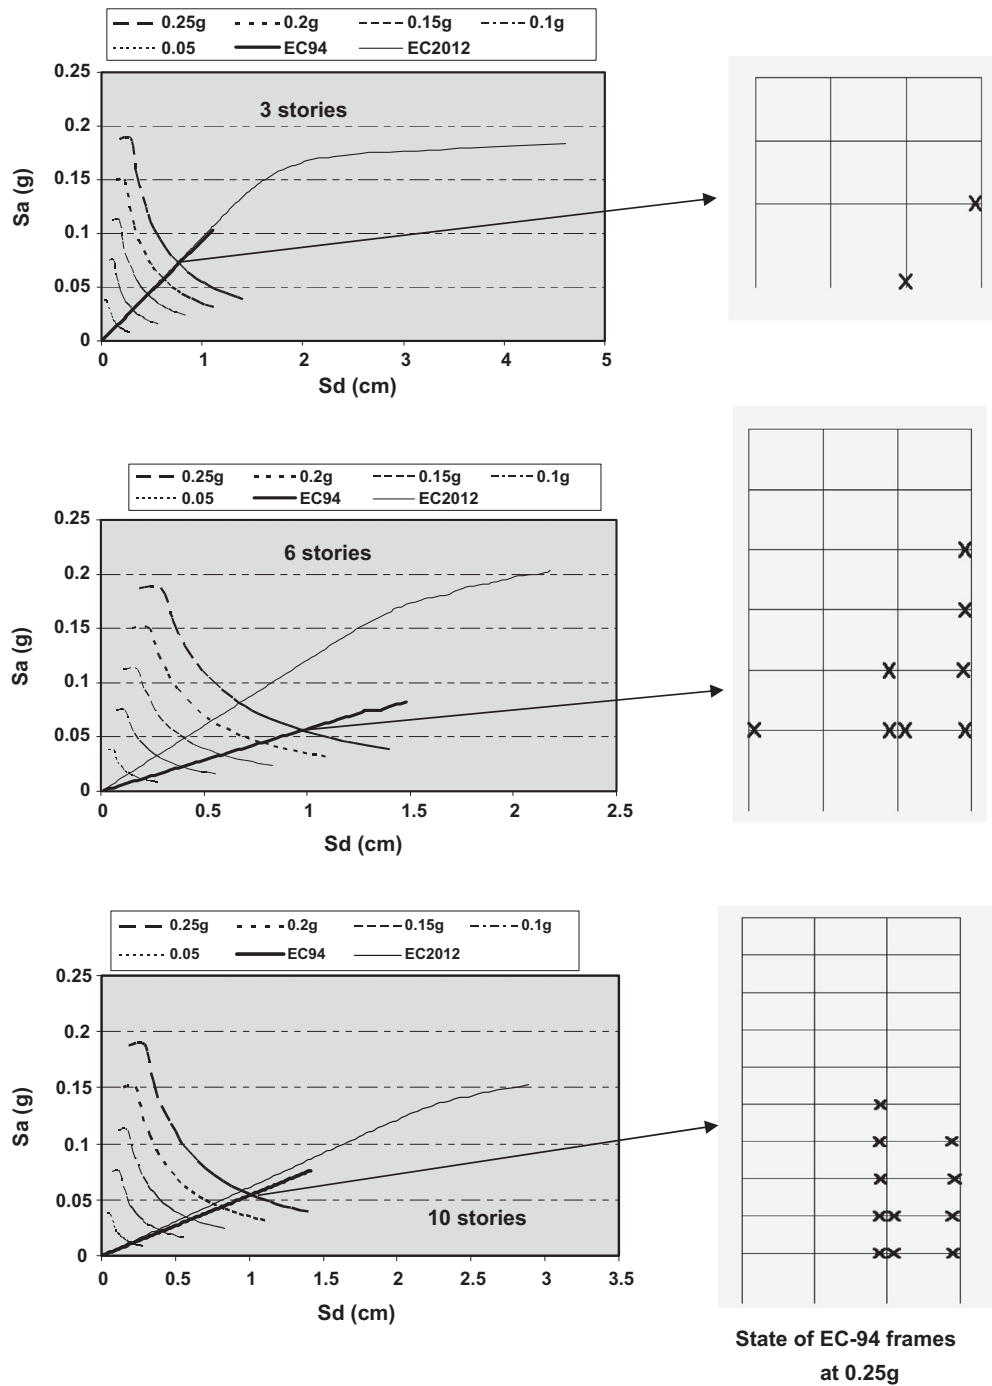 0.25g 0.2g 0.15g 0.1g
0.05 EC94 EC2012
0.25
0.2
0.15
0.1
0.05
0
Sa (g)
3 stories
0 1 2 3 4 5
Sd (cm)
0.25g 0.2g 0.15g 0.1g
0.05 EC94 EC2012
0.25
0.2
0.15
0.1
0.05
0
Sa (g)
6 stories
0 0.5 1 1.5 2 2.5
Sd (cm)
0.25g 0.2g 0.15g 0.1g
0.05 EC94 EC2012
0.25
0.2
0.15
0.1
0.05
0
Sa (g)
10 stories
0 0.5 1 1.5 2 2.5 3 3.5
Sd (cm)
State of EC-94 frames
at 0.25g